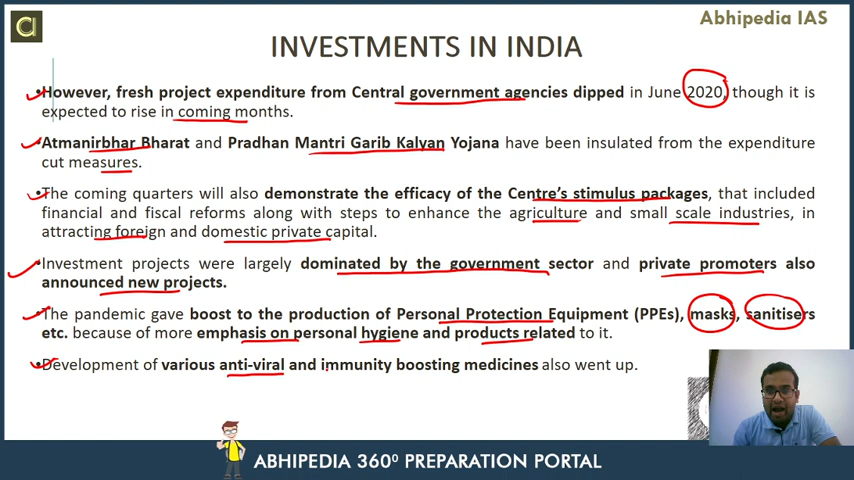 Abhipedia IAS
INVESTMENTS IN INDIA
•However, fresh project expenditure from Central government agencies dipped in June 2020, though it is
expected to rise in coming months.
•Atmanirbhar Bharat and Pradhan Mantri Garib Kalyan Yojana have been insulated from the expenditure
cut measures.
•The coming quarters will also demonstrate the efficacy of the Centre's stimulus packages, that included
financial and fiscal reforms along with steps to enhance the agriculture and small scale industries, in
attracting foreign and domestic private capital.
•Investment projects were largely dominated by the government sector and private promoters also
announced new projects.
•The pandemic gave boost to the production of Personal Protection Equipment (PPEs), masks, sanitisers
etc. because of more emphasis on personal hygiene and products related to it.
•Development of various anti-viral and immunity boosting medicines also went up.
ABHIPEDIA 360⁰ PREPARATION PORTAL